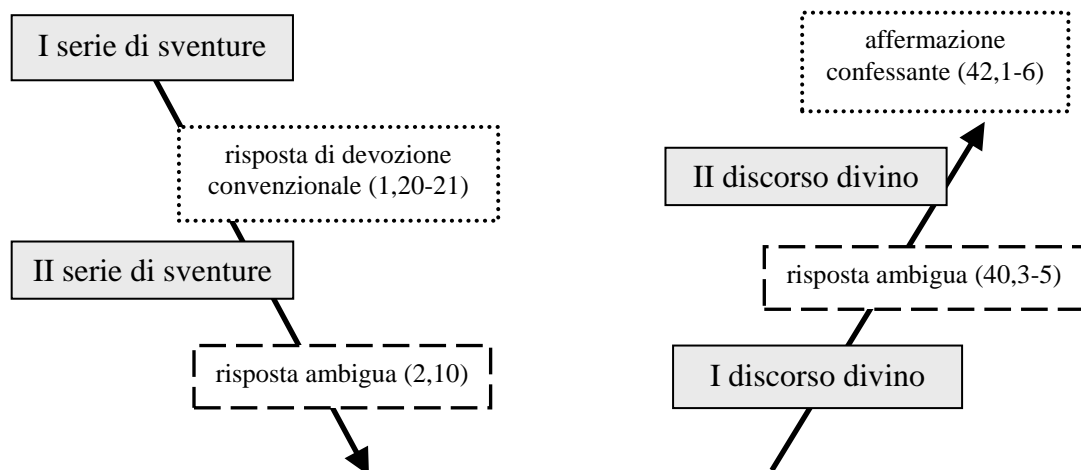 I serie di sventure
risposta di devozione
convenzionale (1,20-21)
II serie di sventure
risposta ambigua (2,10)
affermazione
confessante (42,1-6)
II discorso divino
risposta ambigua (40,3-5)
I discorso divino